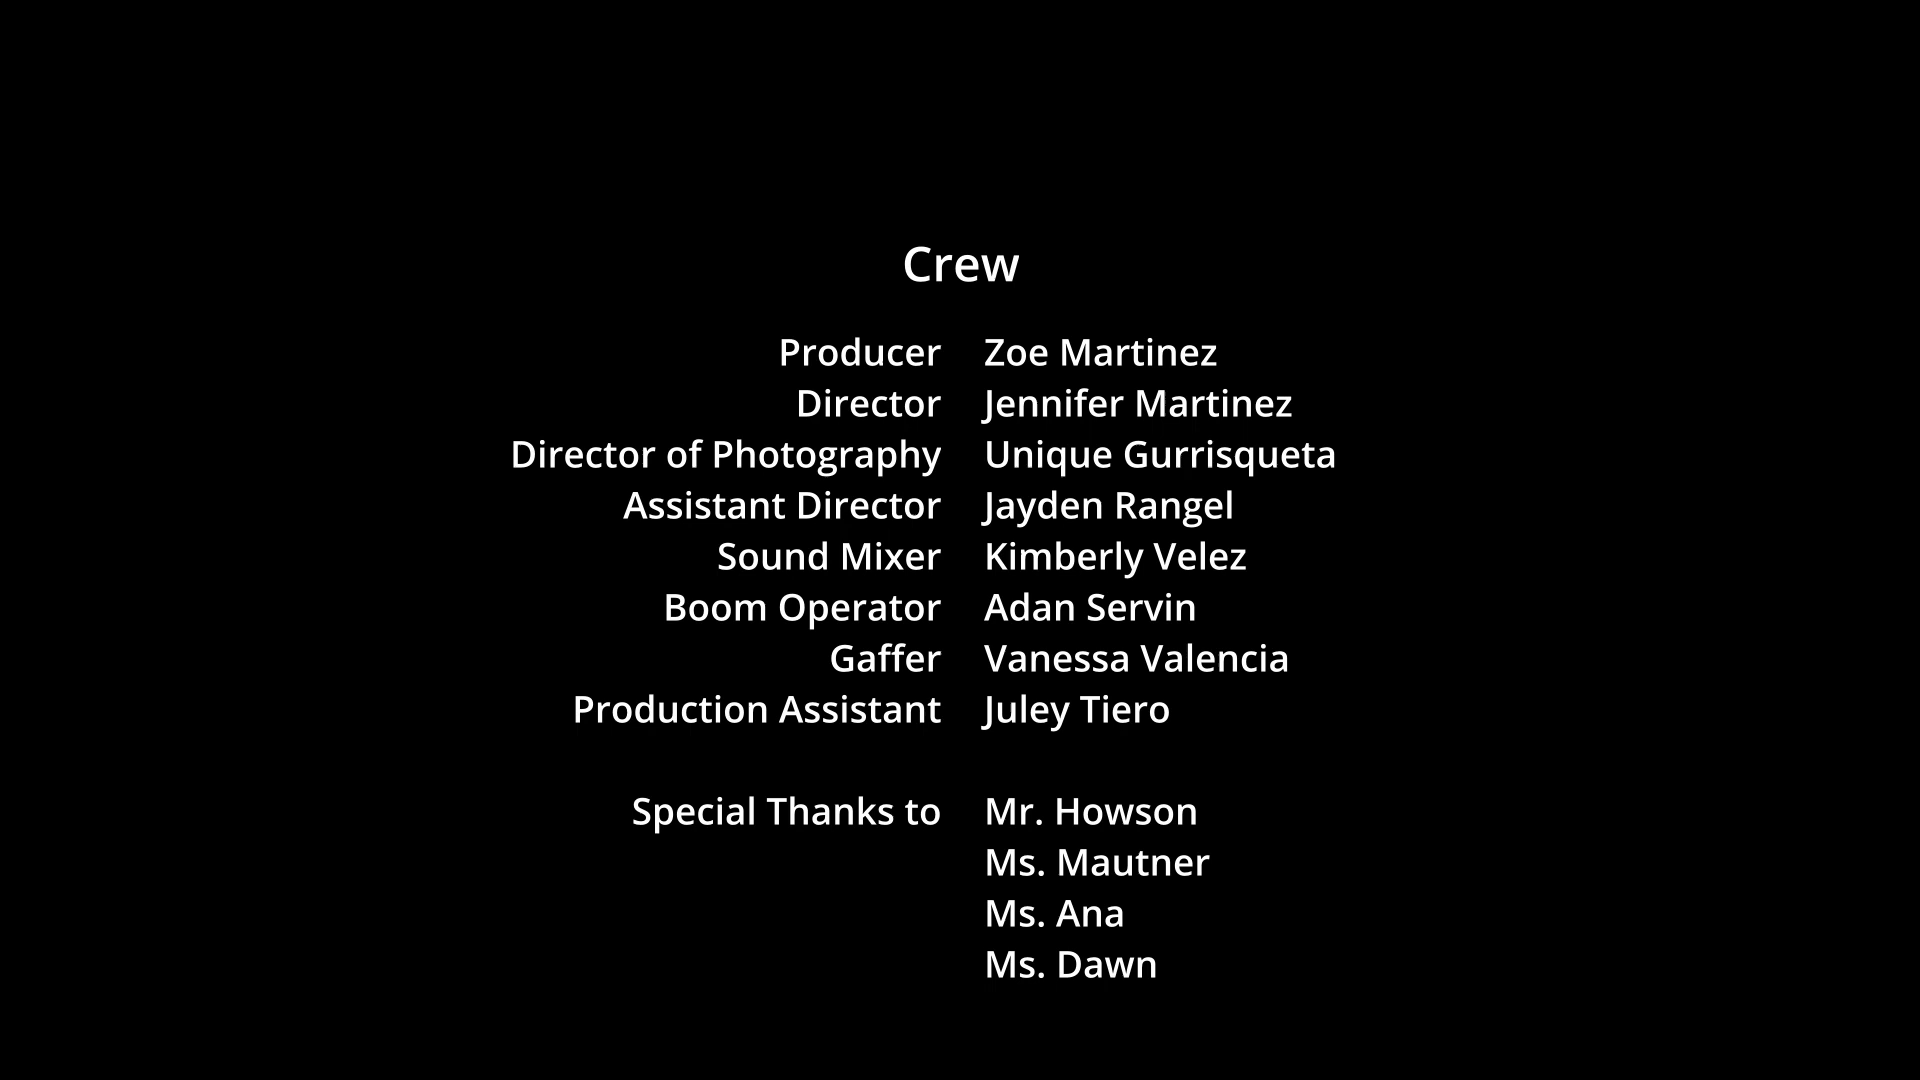 Crew
Producer Zoe Martinez
Director Jennifer Martinez
Director of Photography Unique Gurrisqueta
Assistant Director Jayden Rangel
Sound Mixer Kimberly Velez
Boom Operator Adan Servin
Gaffer Vanessa Valencia
Production Assistant Juley Tiero
Special Thanks to Mr. Howson
Ms. Mautner
Ms. Ana
Ms. Dawn